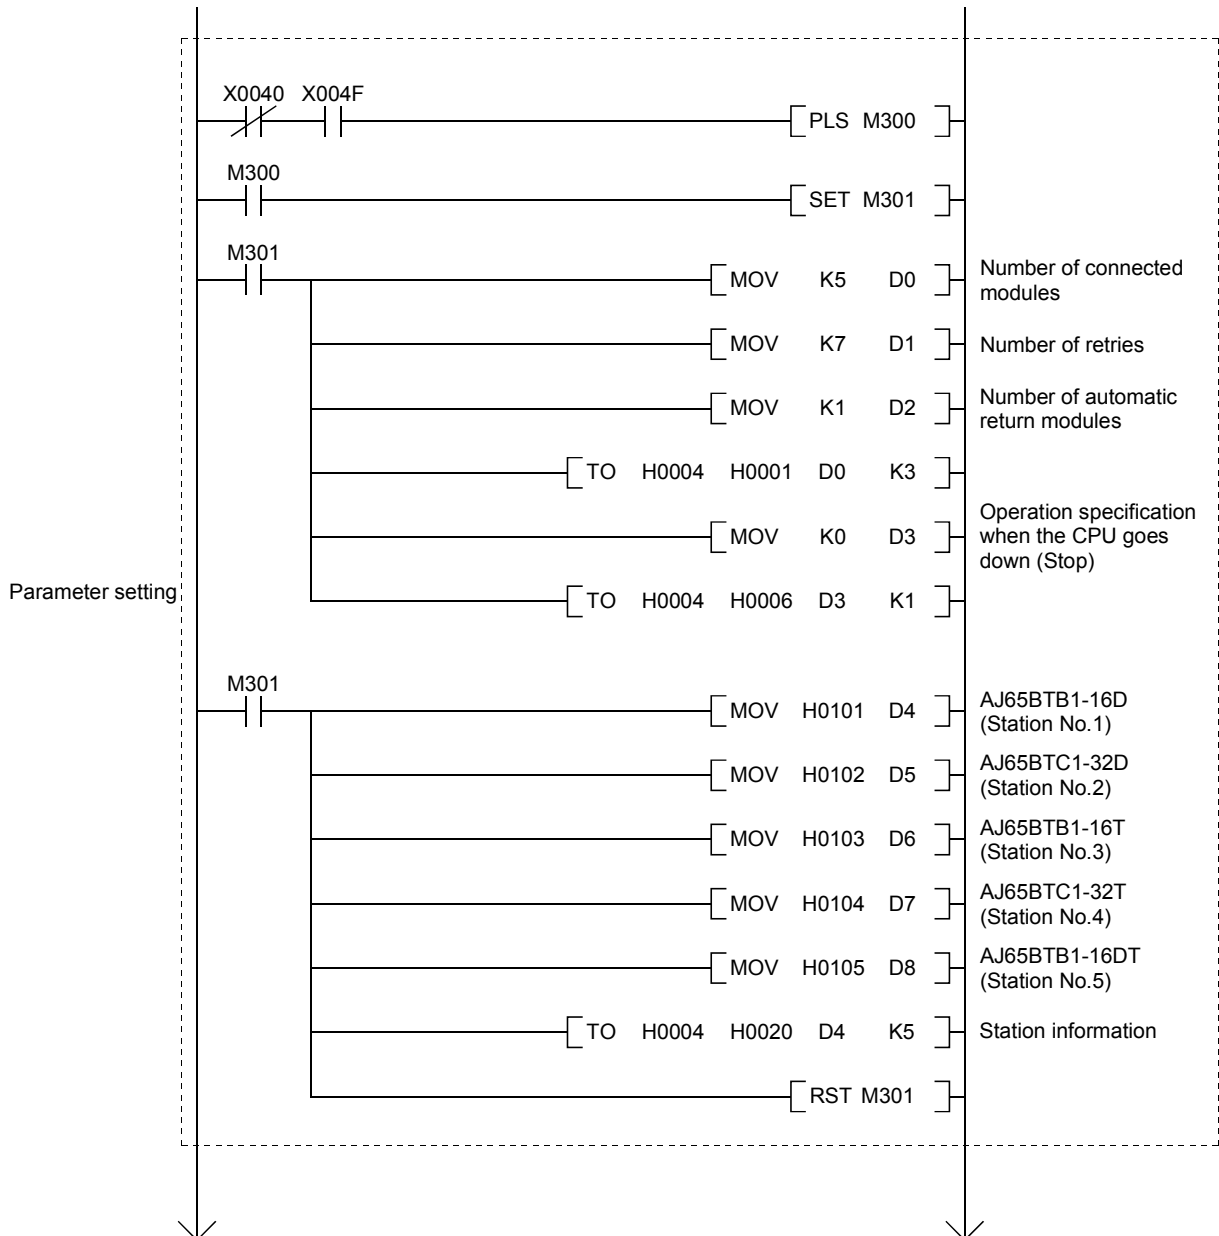 X0040 X004F
PLS M300
M300
SET M301
M301
MOV K5 D0
Number of connected
modules
MOV K7 D1
Number of retries
MOV K1 D2
Number of automatic
return modules
TO H0004 H0001 D0 K3
MOV K0 D3
Operation specification
when the CPU goes
down (Stop)
Parameter setting
TO H0004 H0006 D3 K1
M301
MOV H0101 D4
AJ65BTB1-16D
(Station No.1)
MOV H0102 D5
AJ65BTC1-32D
(Station No.2)
MOV H0103 D6
AJ65BTB1-16T
(Station No.3)
MOV H0104 D7
AJ65BTC1-32T
(Station No.4)
MOV H0105 D8
AJ65BTB1-16DT
(Station No.5)
TO H0004 H0020 D4 K5
Station information
RST M301